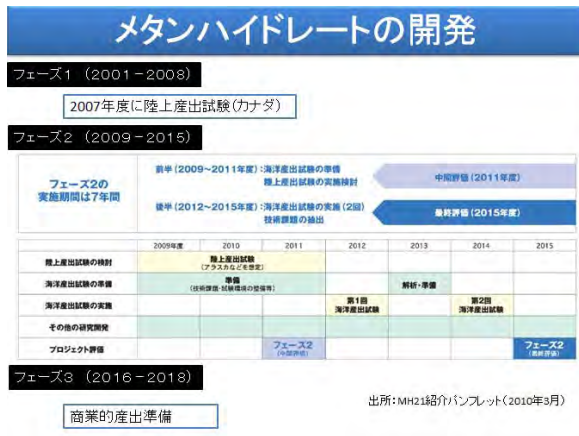 メタンハイドレートの開発
フェーズ1 (2001-2008)
2007年度に陸上産出試験(カナダ)
フェーズ2 (2009-2015)
フェーズ2の
実施期間は7年間
前半(2009~2011年度):海洋産出試験の準備
陸上産出試験の実施検討
中間評価(2011年度)
後半(2012~2015年度):海洋産出試験の実施(2回)
技術課題の抽出
最終評価(2015年度)
2009年度 2010 2011 2012 2013 2014 2015
陸上産出試験の検討
陸上産出試験
(アラスカなどを想定)
海洋産出試験の準備
準備
(技術課題・試験環境の整備等)
解析・準備
海洋産出試験の実施
第1回
海洋産出試験
第2回
海洋産出試験
その他の研究開発
プロジェクト評価
フェーズ2
(中間評価)
フェーズ2
(最終評価)
フェーズ3 (2016-2018)
商業的産出準備
出所:MH21紹介パンフレット(2010年3月)